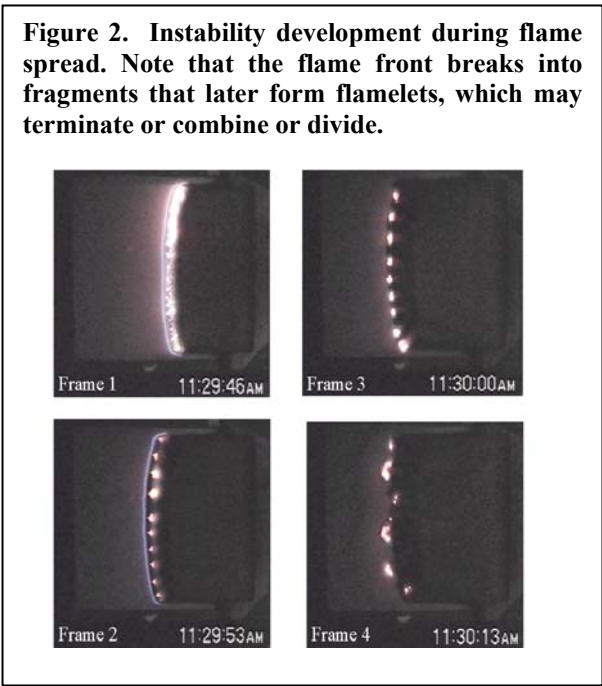 Figure 2. Instability development during flame
spread. Note that the flame front breaks into
fragments that later form flamelets, which may
terminate or combine or divide.
Frame 1 11:29:46AM
Frame 3 11:30:00AM
Frame 2 11:29:53AM
Frame 4 11:30:13AM